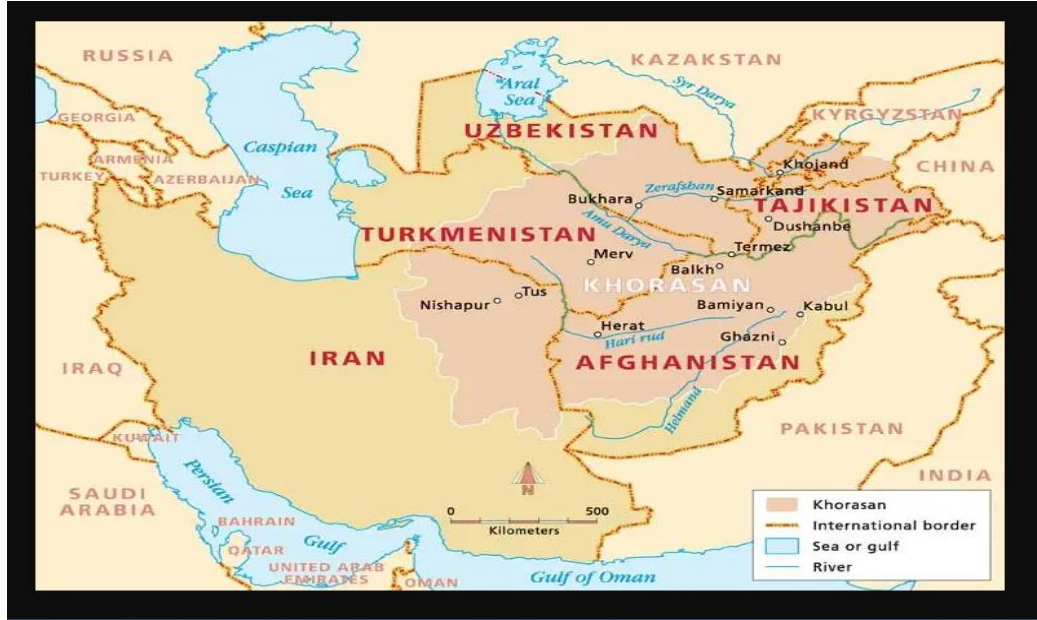 RUSSIA
KAZAKSTAN
Aral
Sea
Syr Darya
GEORGIA
KYRGYZSTAN
UZBEKISTAN
Caspian
Sea
ARMENIA
TURKEY
AZERBAIJAN
Khojand
CHINA
Bukhara
Zerafshan
Samarkand
TAJIKISTAN
Dushanbe
Amu Darya
TURKMENISTAN
Termez
Merv
Balkh
KHORASAN
Nishapur
Tus
Bamiyan
Kabul
Herat
Hari rud
Ghazni
IRAN
AFGHANISTAN
IRAQ
Helmand
KUWAIT
PAKISTAN
Persian
Gulf
N
INDIA
SAUDI
ARABIA
0
500
Kilometers
BAHRAIN
QATAR
UNITED ARAB
EMIRATES
OMAN
Gulf of Oman
Khorasan
International border
Sea or gulf
River